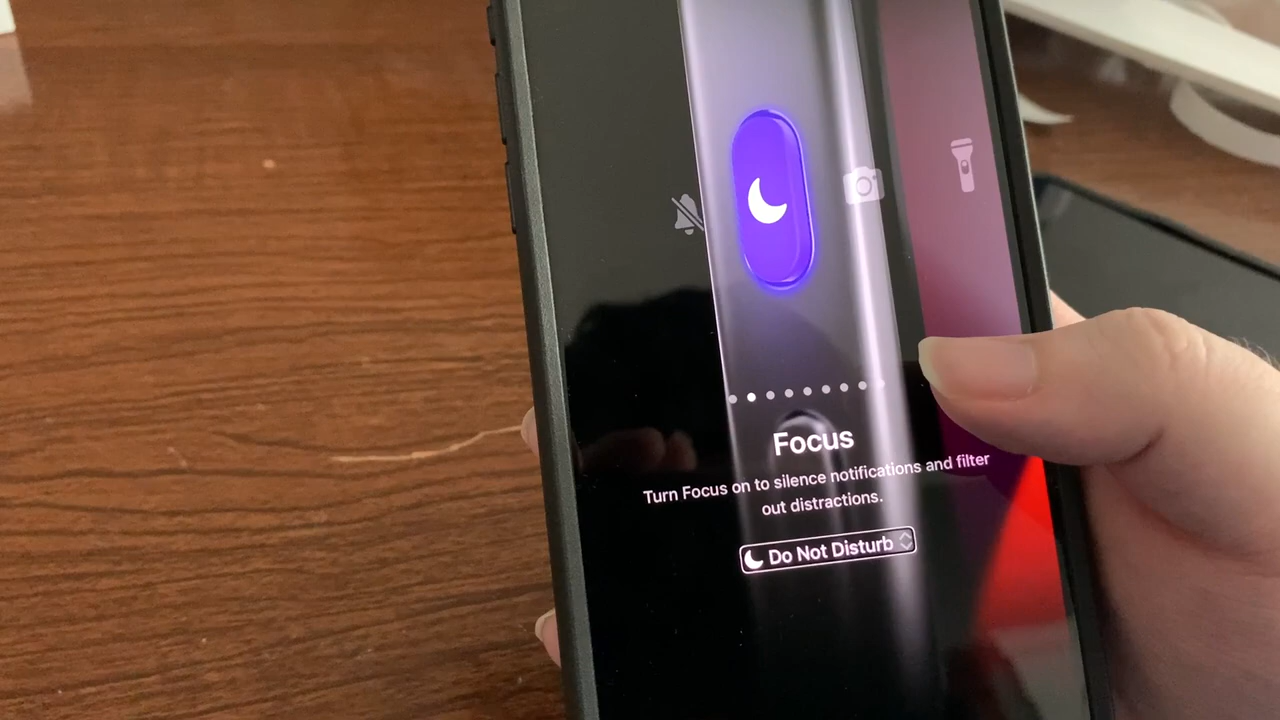 Focus
Turn Focus on to silence notifications and filter
out distractions.
Do Not Disturb